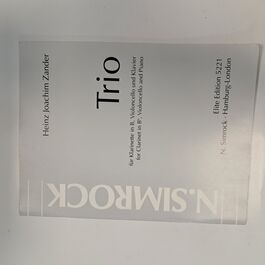 Heinz Joachim Zander
Trio
für Klarinette in B, Violoncello und Klavier
for Clarinet in B♭, Violoncello and Piano
Elite Edition 5221
N. Simrock · Hamburg-London
N.SIMROCK